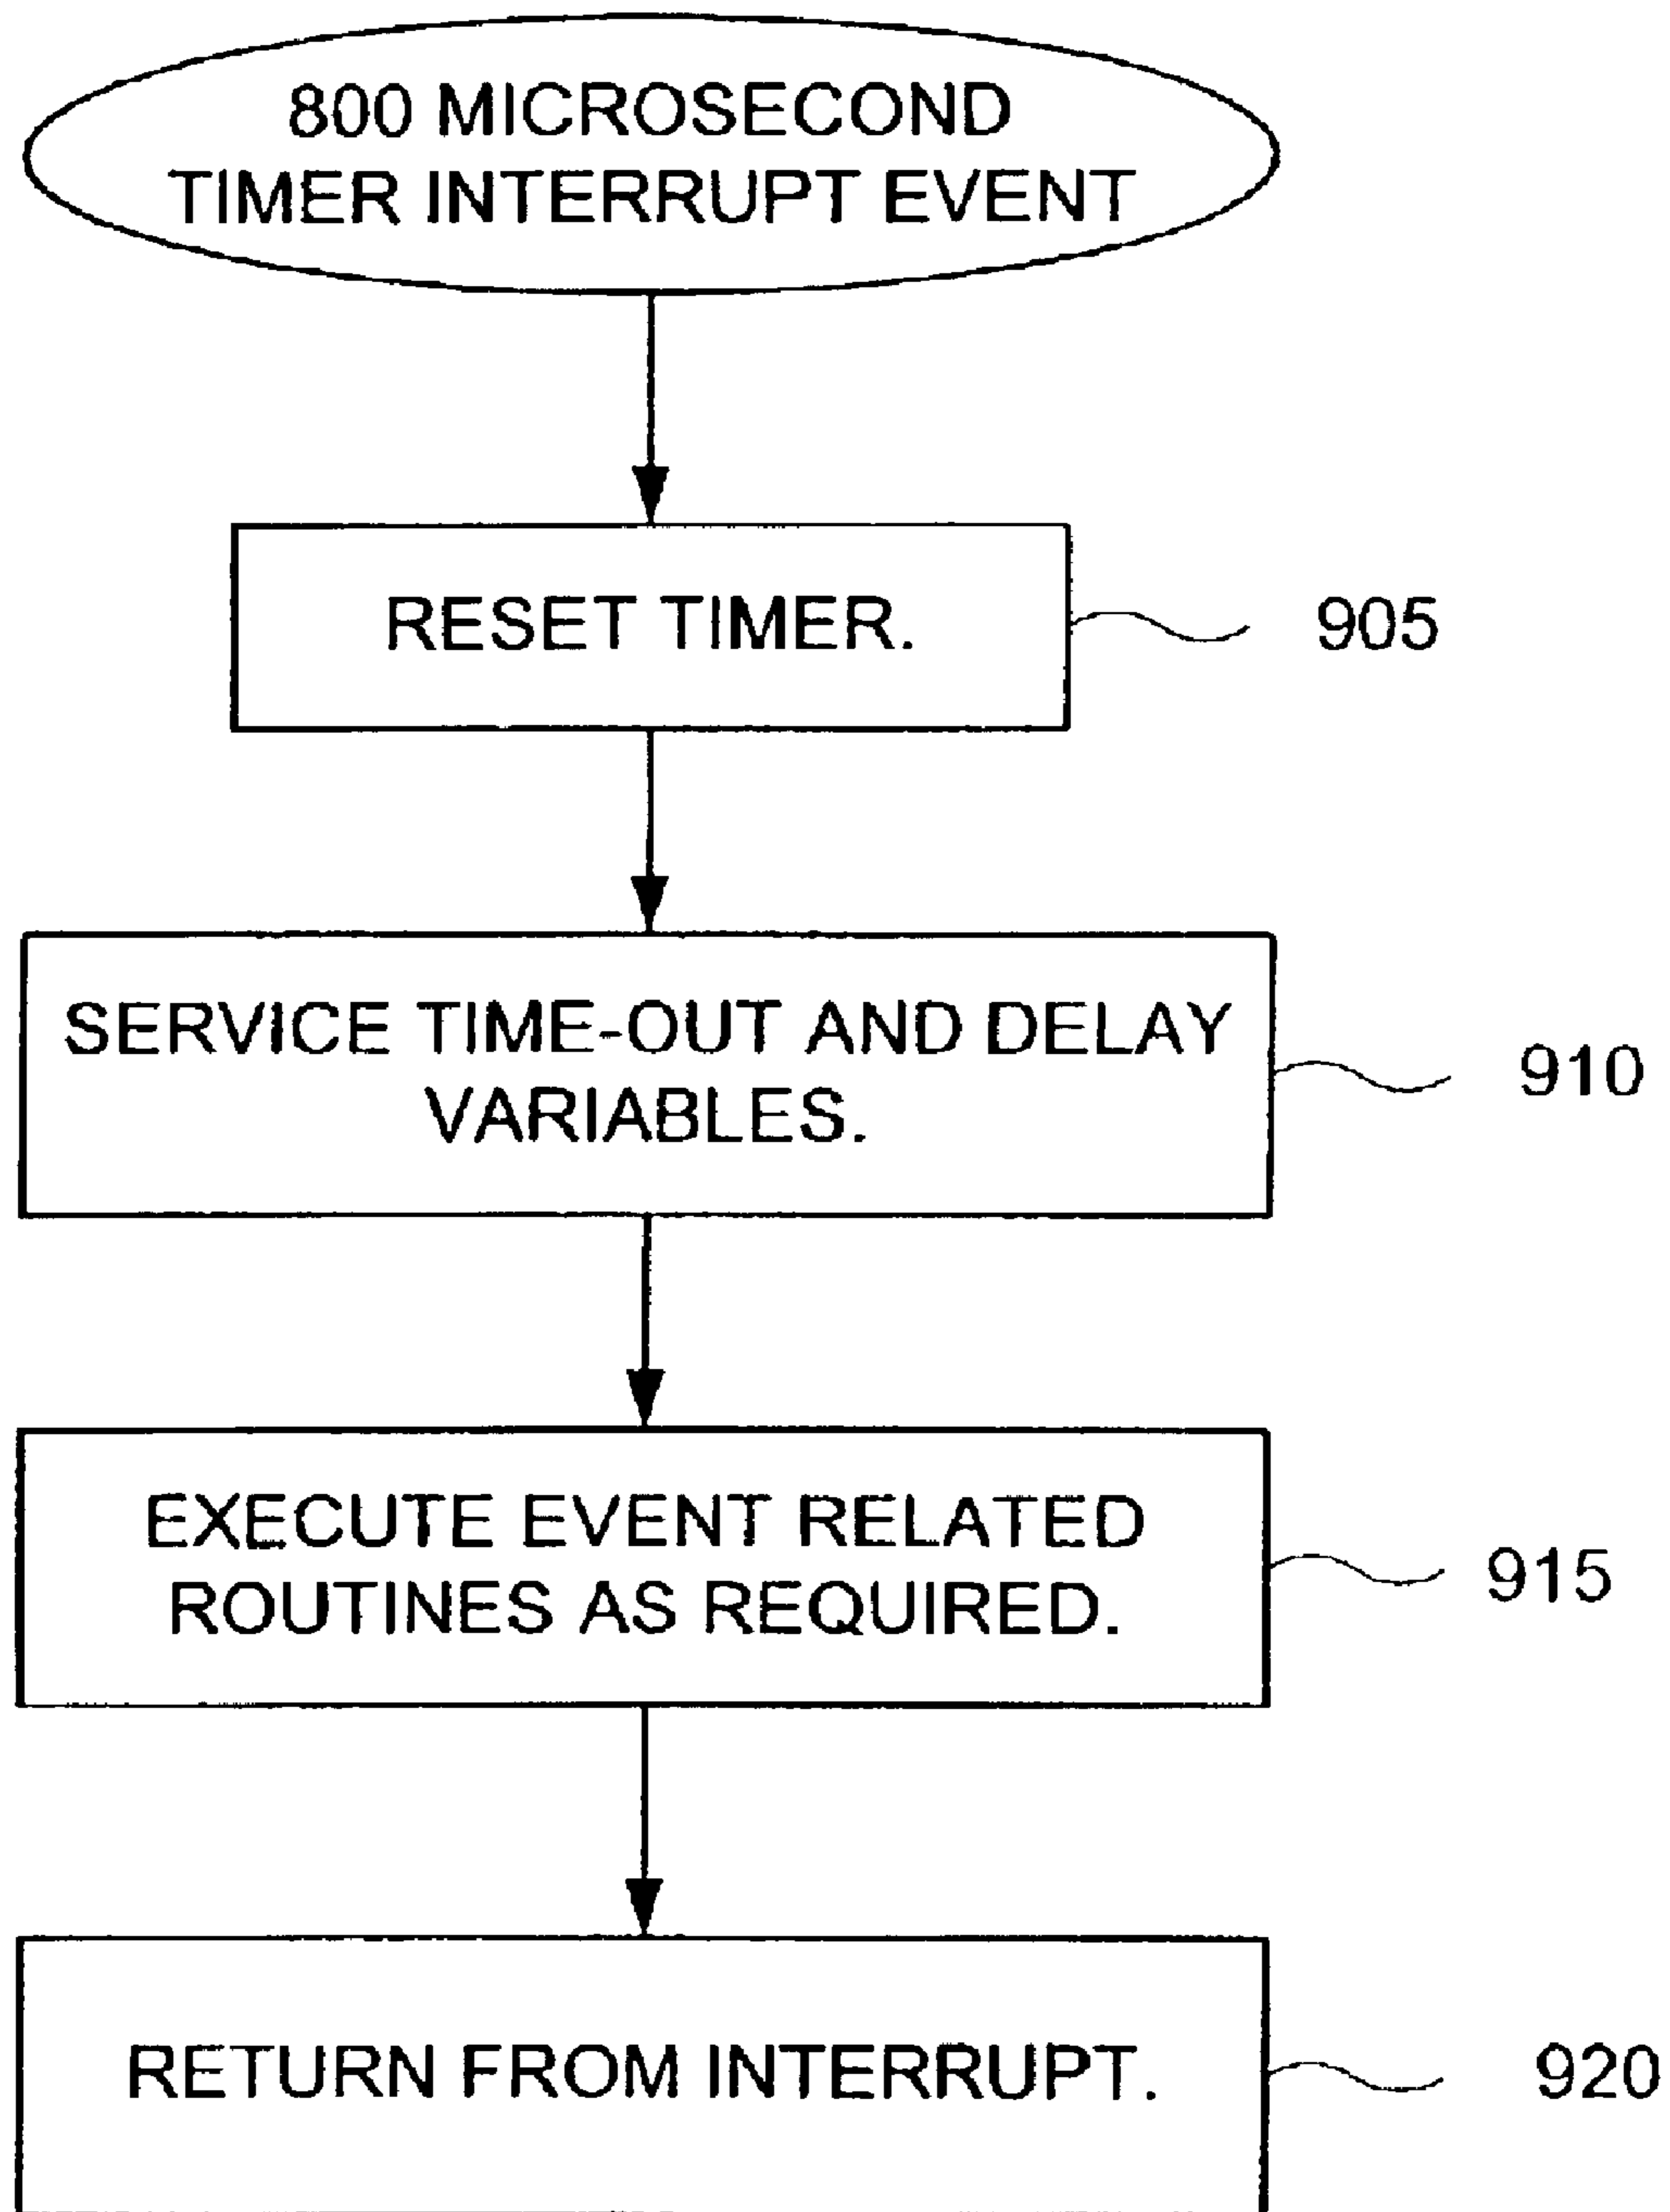 800 MICROSECOND
TIMER INTERRUPT EVENT
RESET TIMER.
905
SERVICE TIME-OUT AND DELAY
VARIABLES.
910
EXECUTE EVENT RELATED
ROUTINES AS REQUIRED.
915
RETURN FROM INTERRUPT.
920